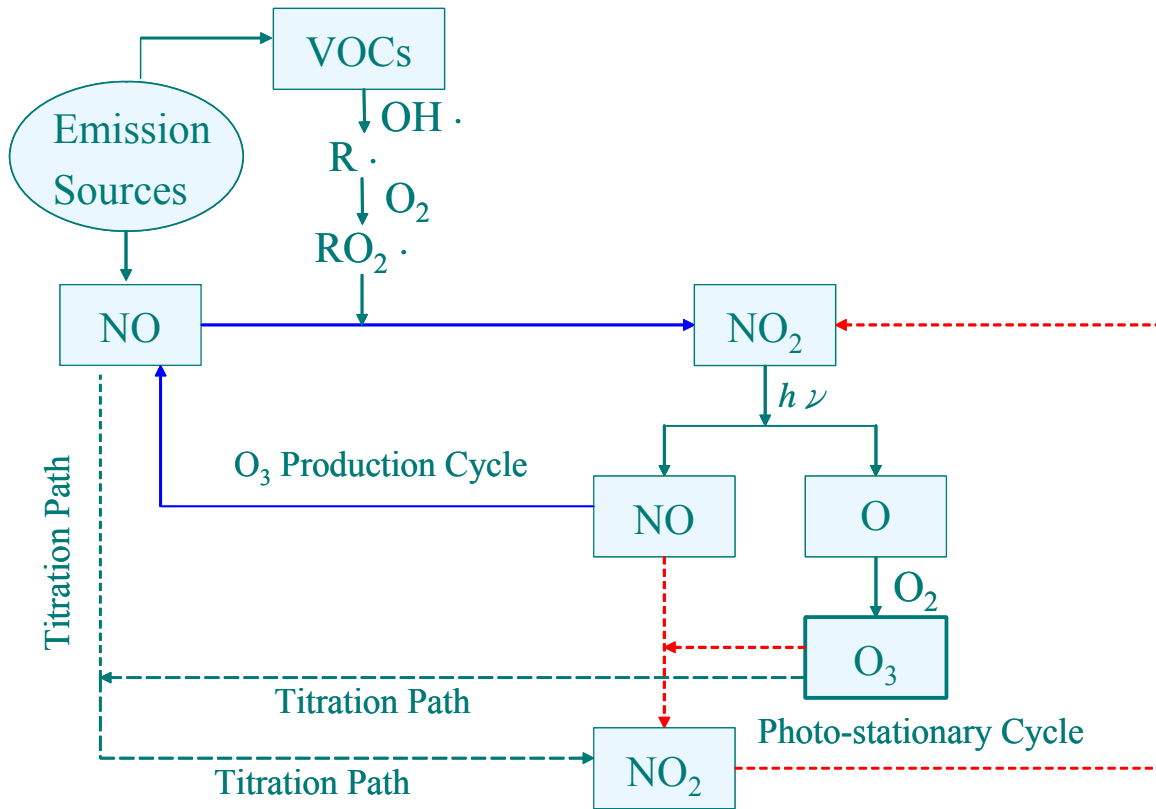 VOCs
Emission
Sources
OH ·
R ·
O₂
RO₂ ·
NO
NO₂
h ν
O₃ Production Cycle
NO
O
Titration Path
O₂
O₃
Titration Path
Photo-stationary Cycle
Titration Path
NO₂